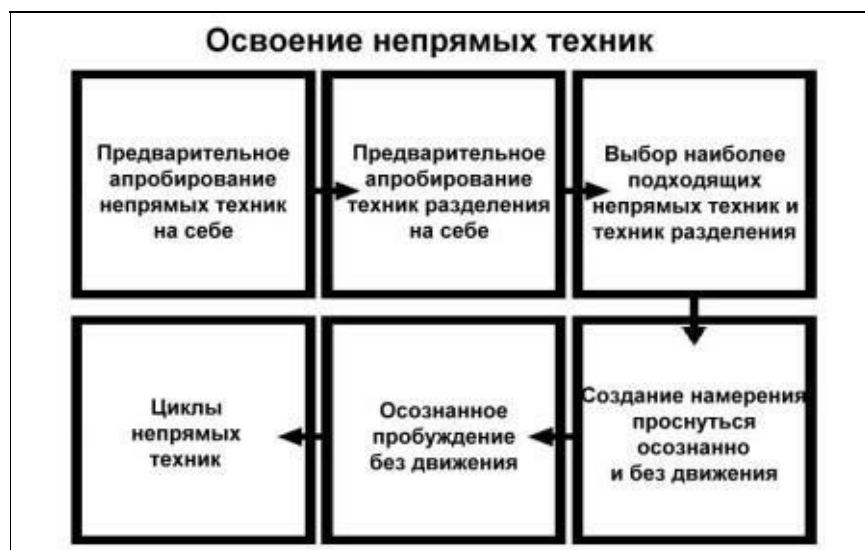 Освоение непрямых техник
Предварительное
апробирование
непрямых техник
на себе
Предварительное
апробирование
техник разделения
на себе
Выбор наиболее
подходящих
непрямых техник и
техник разделения
Создание намерения
проснуться
осознанно
и без движения
Осознанное
пробуждение
без движения
Циклы
непрямых
техник